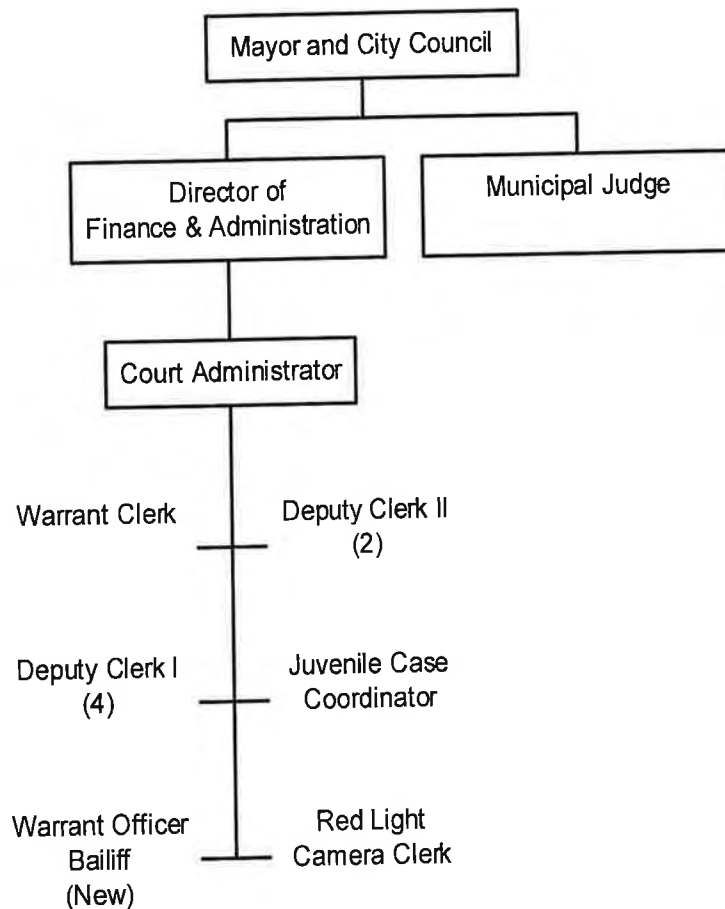 Mayor and City Council
Director of
Finance & Administration
Municipal Judge
Court Administrator
Warrant Clerk
Deputy Clerk II
(2)
Deputy Clerk I
(4)
Juvenile Case
Coordinator
Warrant Officer
Bailiff
(New)
Red Light
Camera Clerk